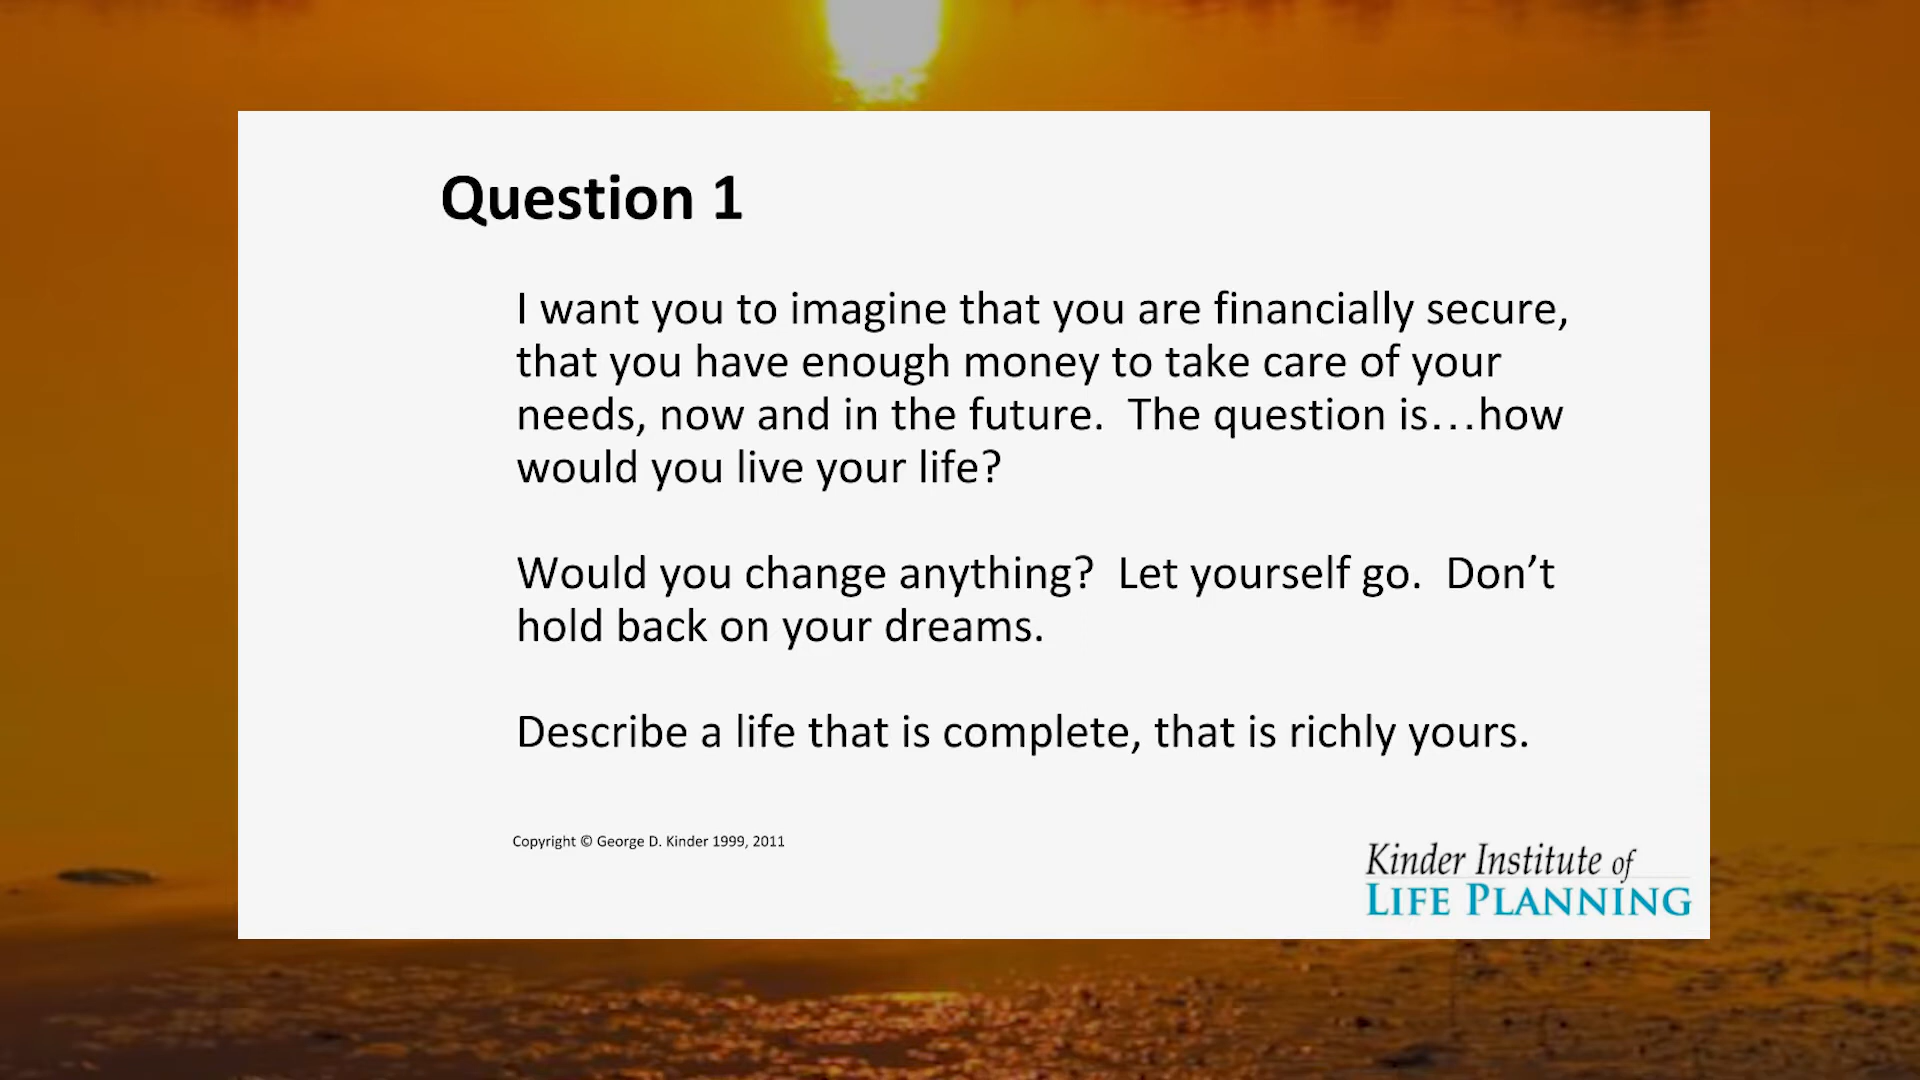 Question 1
I want you to imagine that you are financially secure,
that you have enough money to take care of your
needs, now and in the future.  The question is…how
would you live your life?
Would you change anything?  Let yourself go.  Don’t
hold back on your dreams.
Describe a life that is complete, that is richly yours.
Copyright © George D. Kinder 1999, 2011
Kinder Institute of
LIFE PLANNING